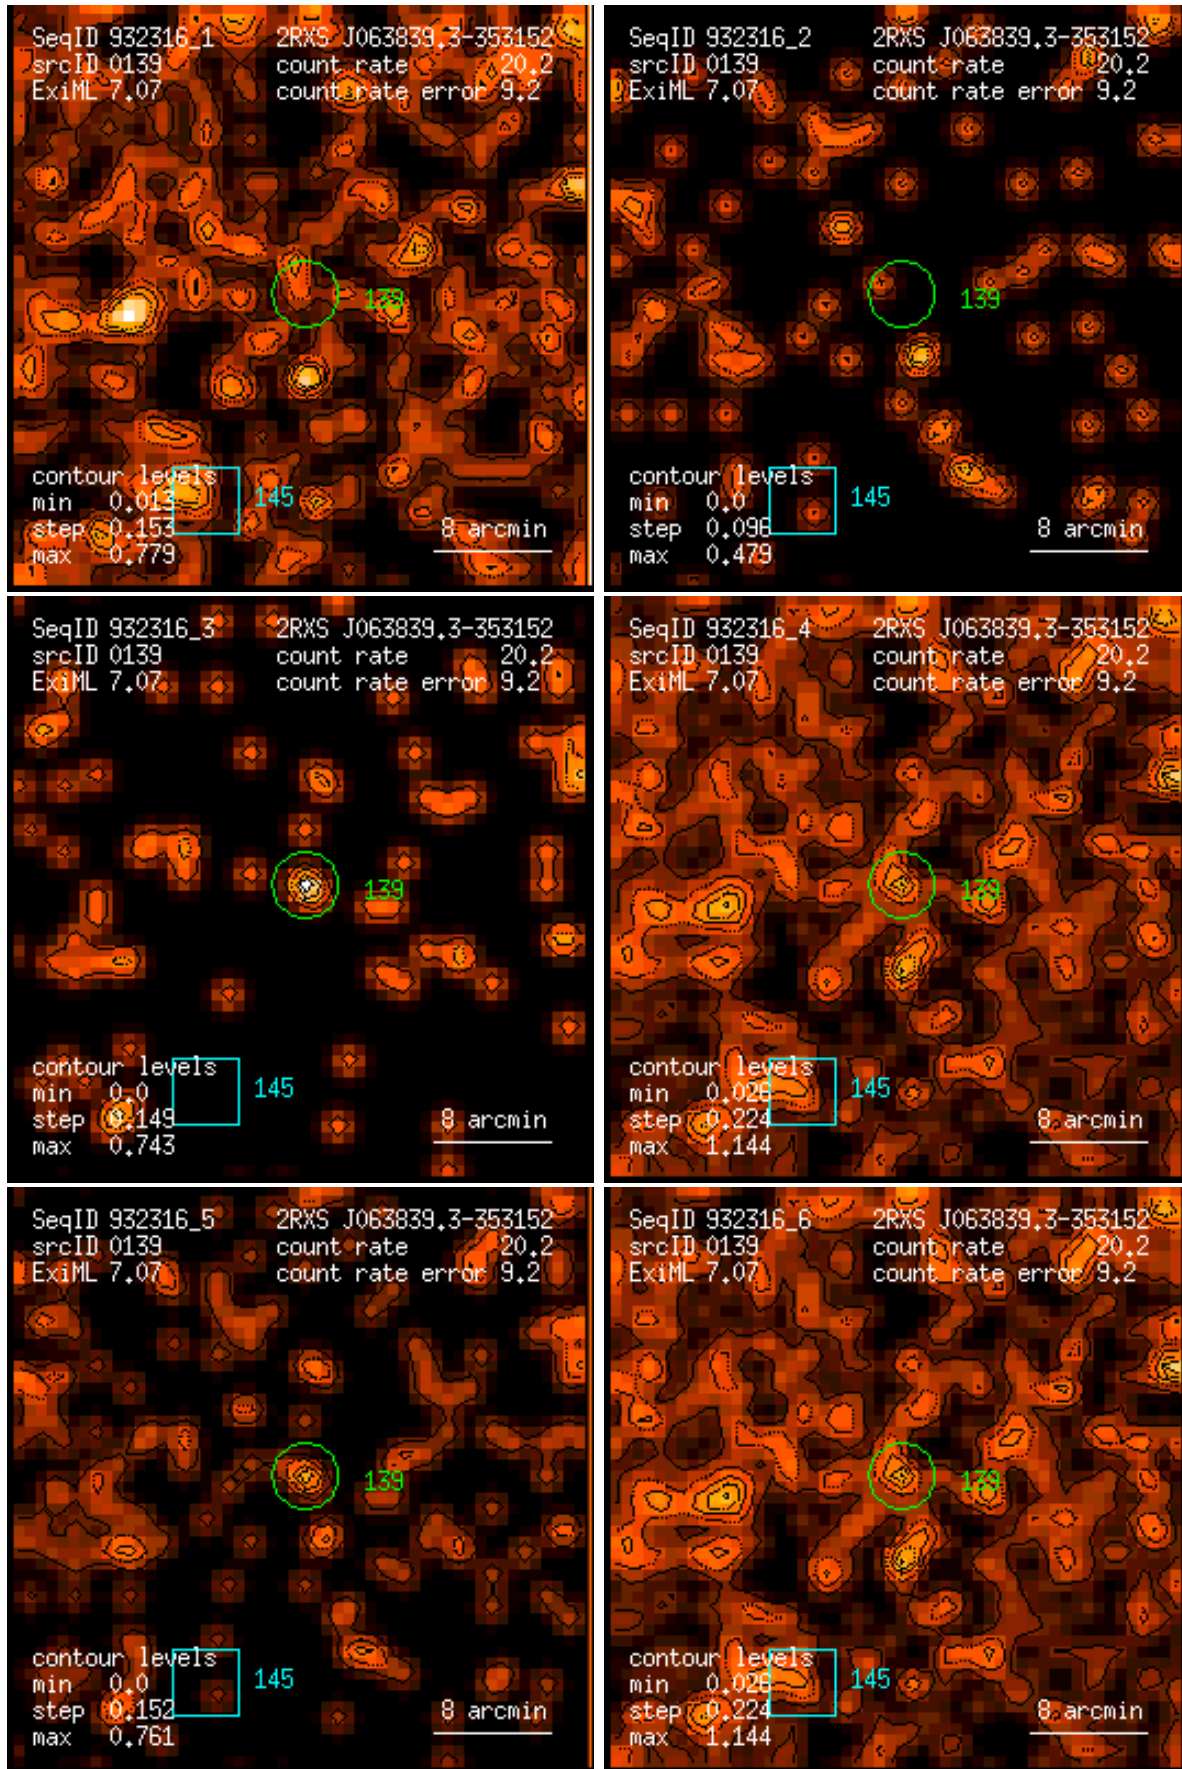 SeqID 932316_1 2RXS J063839.3-353152
srcID 0139 count rate 20.2
ExiML 7.07 count rate error 9.2
139
contour levels
145
min 0.013
step 0.153 8 arcmin
max 0.779
SeqID 932316_2 2RXS J063839.3-353152
srcID 0139 count rate 20.2
ExiML 7.07 count rate error 9.2
139
contour levels
145
min 0.0
step 0.096 8 arcmin
max 0.479
SeqID 932316_3 2RXS J063839.3-353152
srcID 0139 count rate 20.2
ExiML 7.07 count rate error 9.2
139
contour levels
145
min 0.0
step 0.149 8 arcmin
max 0.743
SeqID 932316_4 2RXS J063839.3-353152
srcID 0139 count rate 20.2
ExiML 7.07 count rate error 9.2
139
contour levels
145
min 0.026
step 0.224 8 arcmin
max 1.144
SeqID 932316_5 2RXS J063839.3-353152
srcID 0139 count rate 20.2
ExiML 7.07 count rate error 9.2
139
contour levels
145
min 0.0
step 0.152 8 arcmin
max 0.761
SeqID 932316_6 2RXS J063839.3-353152
srcID 0139 count rate 20.2
ExiML 7.07 count rate error 9.2
139
contour levels
145
min 0.026
step 0.224 8 arcmin
max 1.144